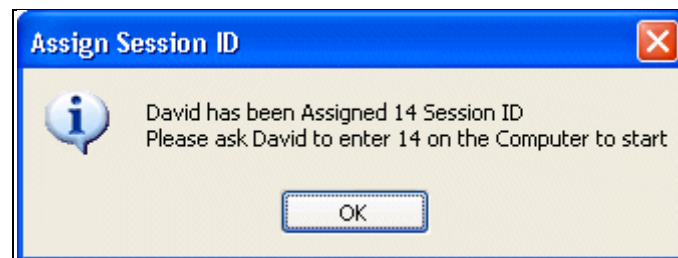 Assign Session ID
David has been Assigned 14 Session ID
Please ask David to enter 14 on the Computer to start
OK